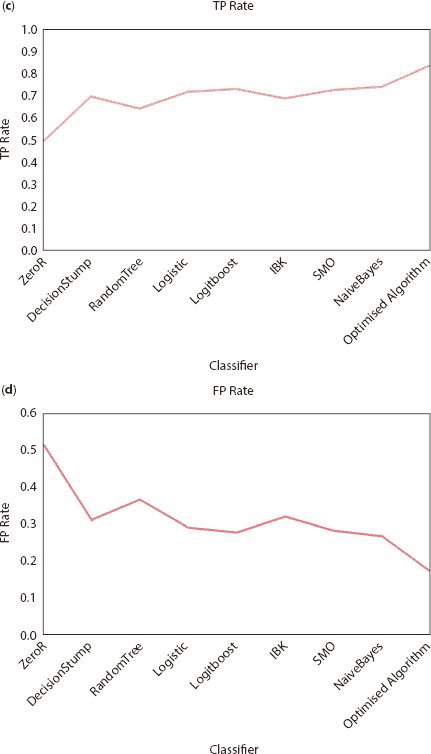 (c)
TP Rate
1.0
0.9
0.8
0.7
0.6
0.5
0.4
0.3
0.2
0.1
0.0
TP Rate
ZeroR
DecisionStump
RandomTree
Logistic
Logitboost
IBK
SMO
NaiveBayes
Optimised Algorithm
Classifier
(d)
FP Rate
0.6
0.5
0.4
0.3
0.2
0.1
0.0
FP Rate
ZeroR
DecisionStump
RandomTree
Logistic
Logitboost
IBK
SMO
NaiveBayes
Optimised Algorithm
Classifier